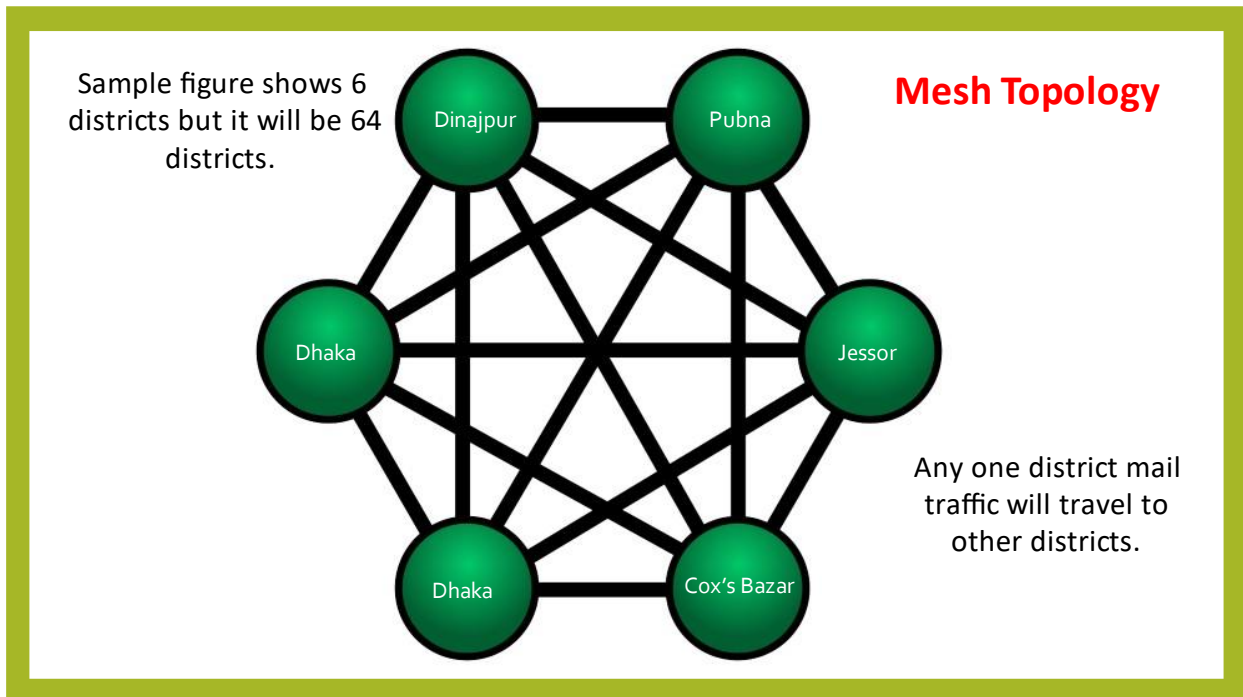 Sample figure shows 6
districts but it will be 64
districts.
Mesh Topology
Dinajpur
Pubna
Dhaka
Jessor
Dhaka
Cox's Bazar
Any one district mail
traffic will travel to
other districts.